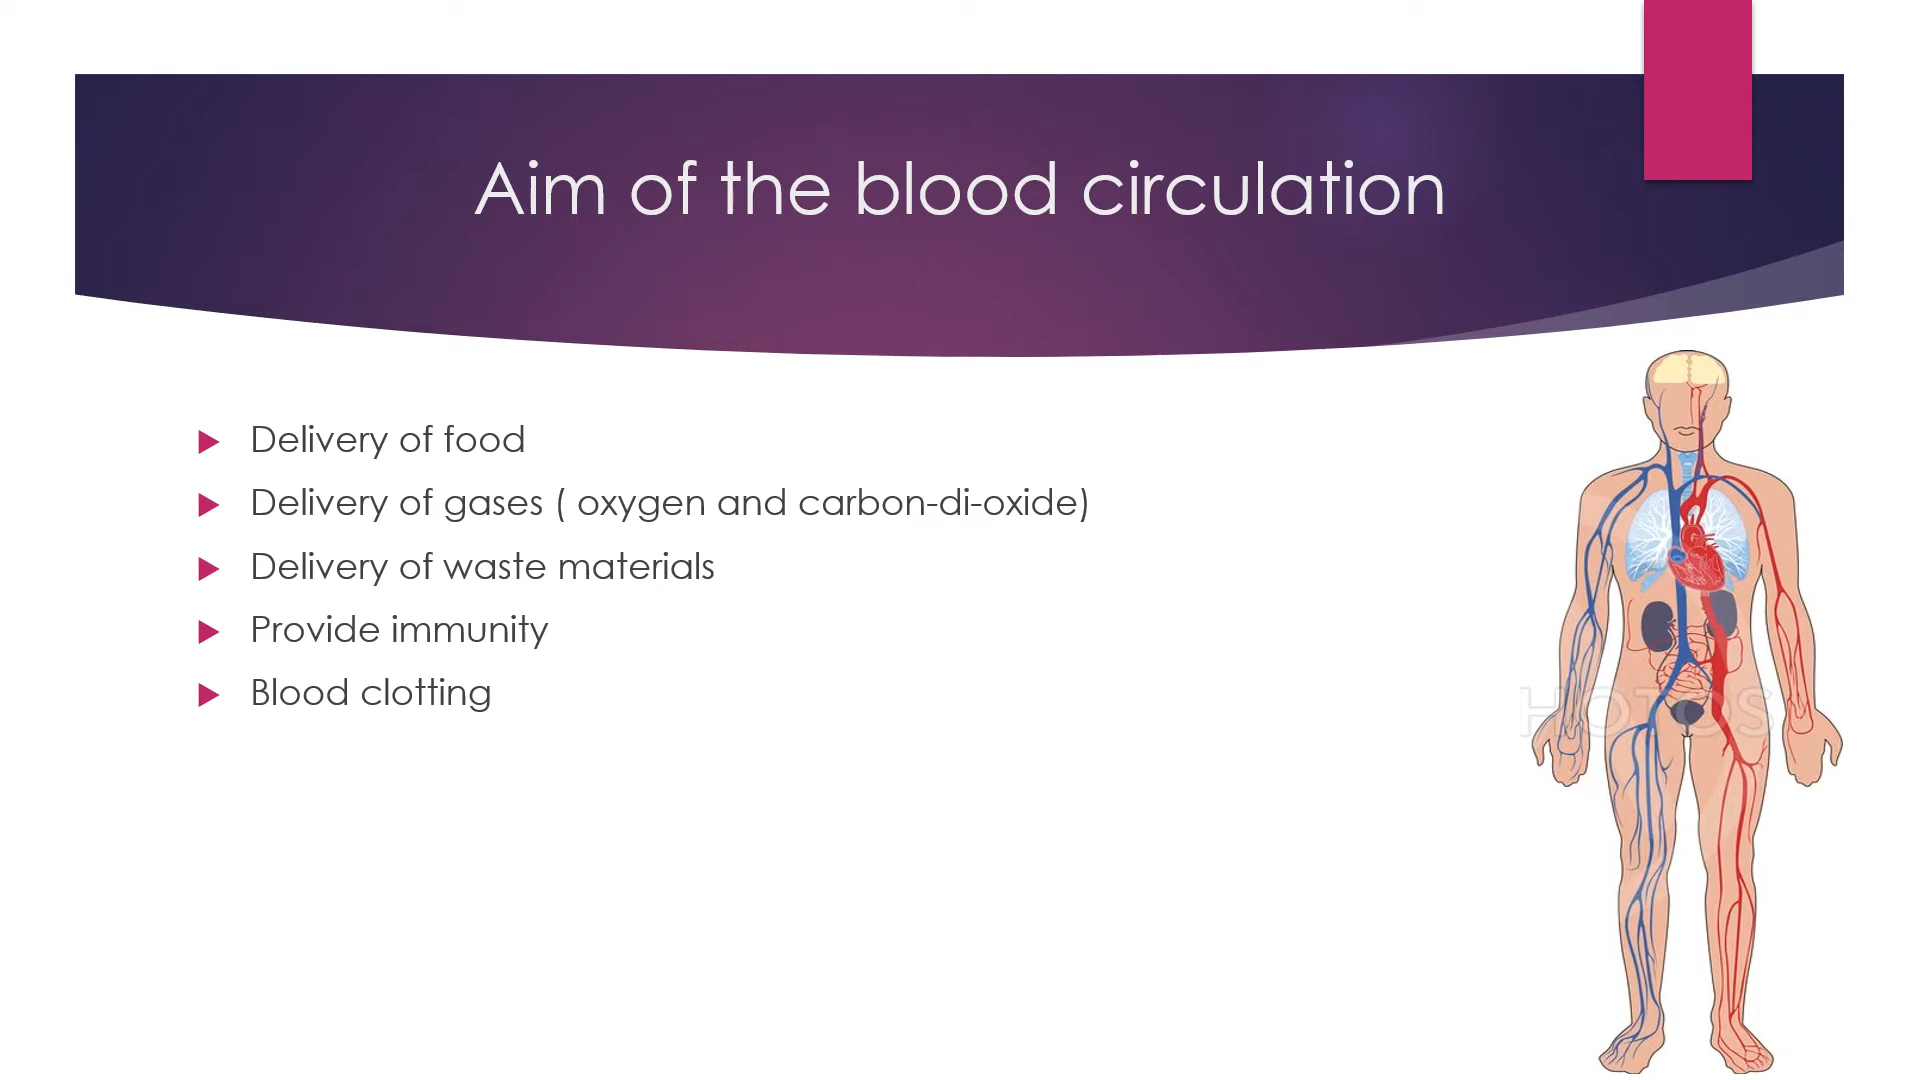 Aim of the blood circulation
Delivery of food
Delivery of gases ( oxygen and carbon-di-oxide)
Delivery of waste materials
Provide immunity
Blood clotting
HOTOS